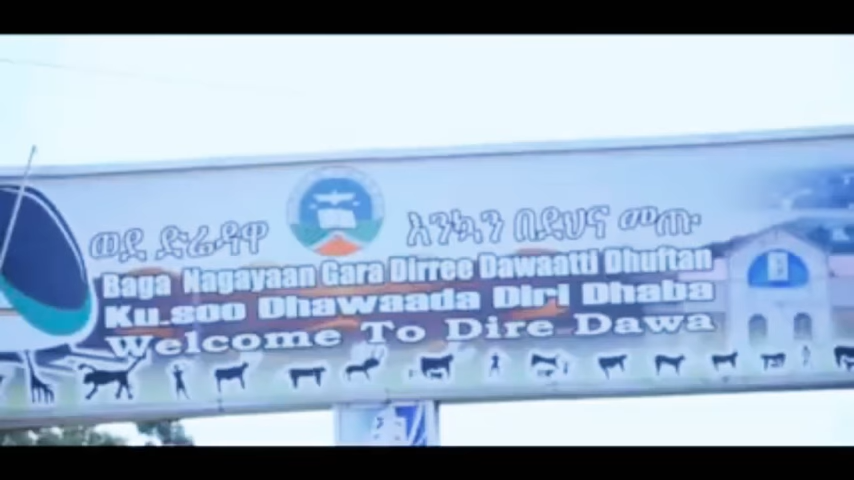 ወደ ድሬዳዋ እንኳን በደህና መጡ
Baga Nagayaan Gara Dirree Dawaatti Dhuftan
Ku.soo Dhawaada Diri Dhaba
Welcome To Dire Dawa